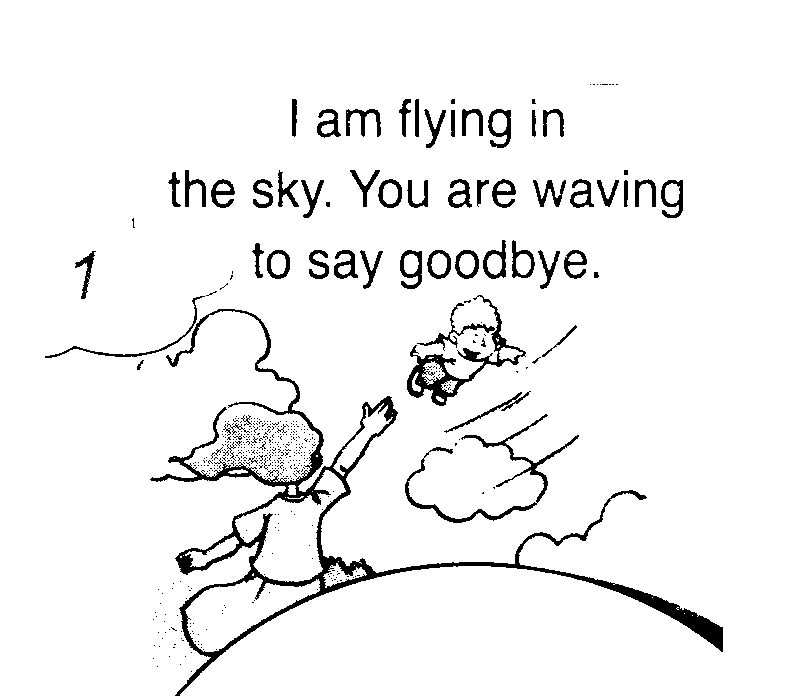 I am flying in
the sky. You are waving
to say goodbye.
1